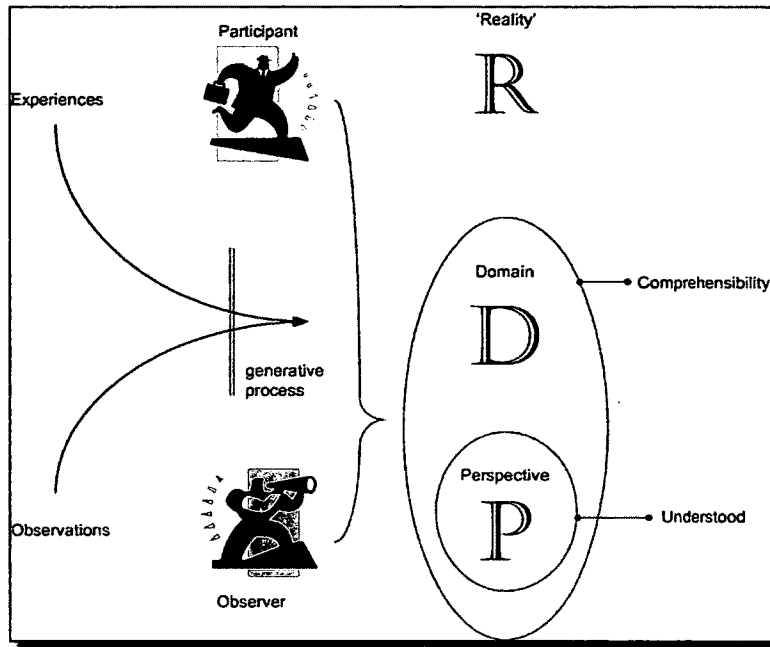 Participant
'Reality'
R
Experiences
Domain
Comprehensibility
D
generative
process
Perspective
P
Understood
Observations
Observer